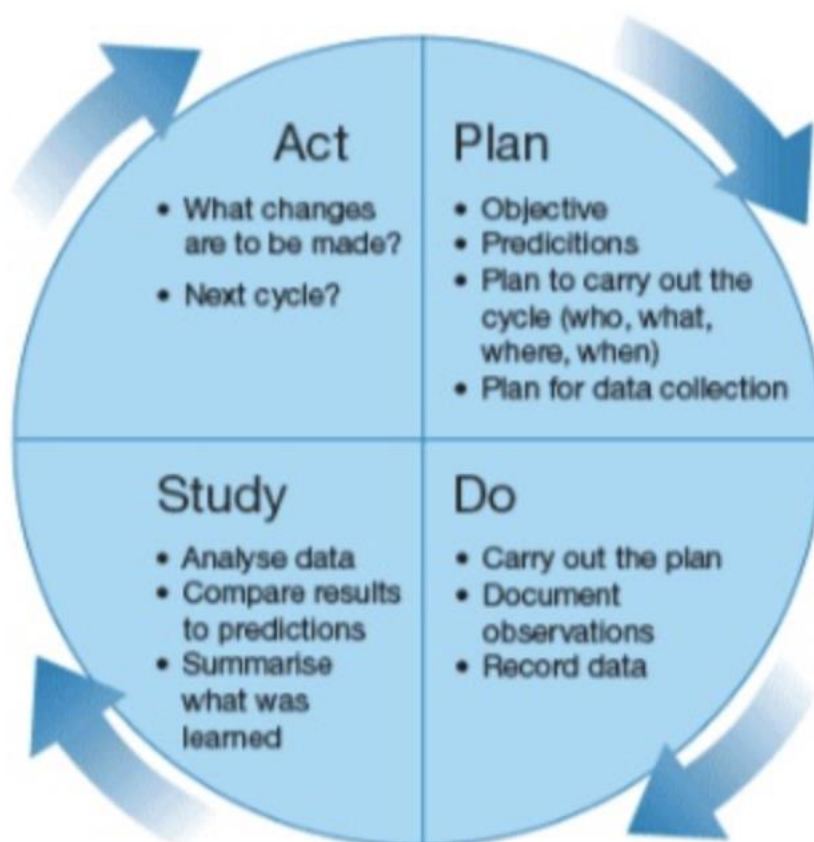 Act
• What changes
are to be made?
• Next cycle?
Plan
• Objective
• Predicitions
• Plan to carry out the
cycle (who, what,
where, when)
• Plan for data collection
Study
• Analyse data
• Compare results
to predictions
• Summarise
what was
learned
Do
• Carry out the plan
• Document
observations
• Record data